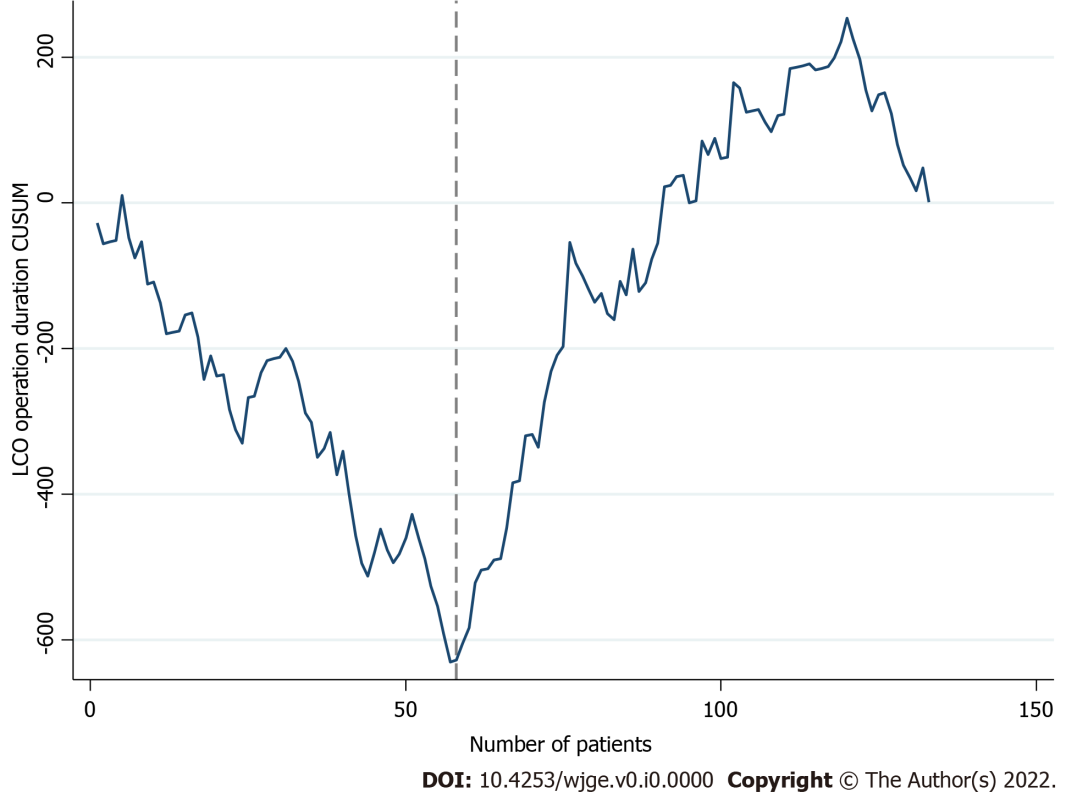 200
0
-200
-400
-600
LCO operation duration CUSUM
0 50 100 150
Number of patients
DOI: 10.4253/wjge.v0.i0.0000 Copyright © The Author(s) 2022.